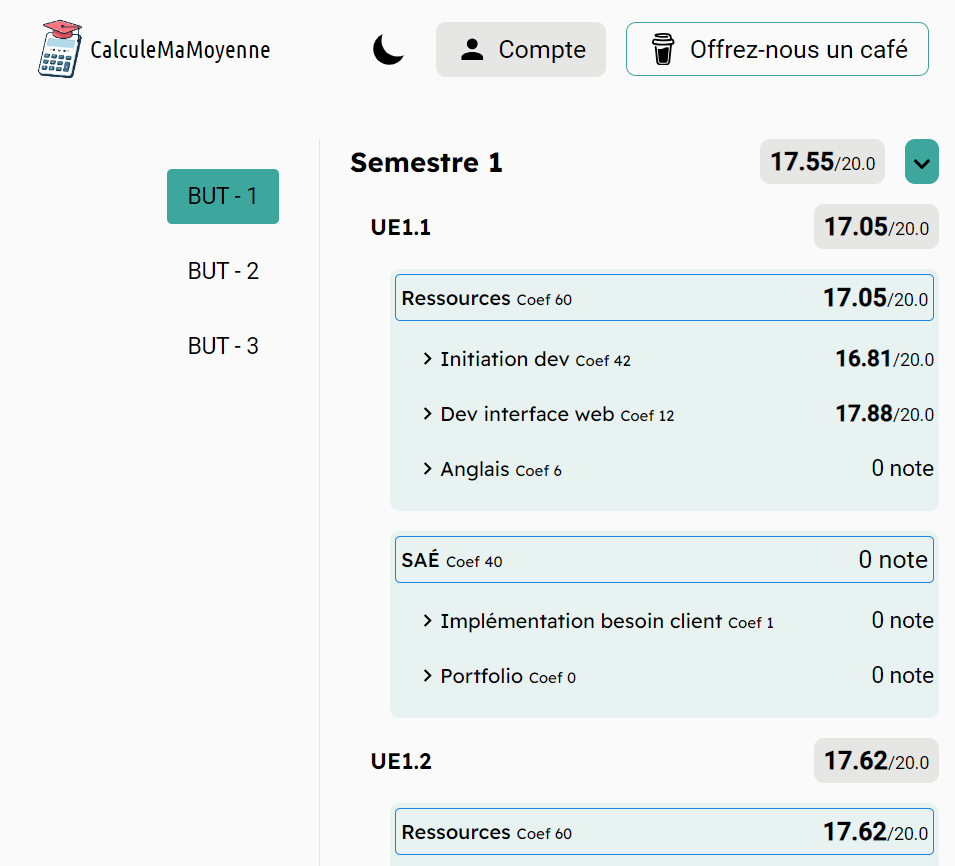 CalculeMaMoyenne
Compte
Offrez-nous un café
BUT - 1
BUT - 2
BUT - 3
Semestre 1 17.55/20.0
UE1.1 17.05/20.0
Ressources Coef 60 17.05/20.0
Initiation dev Coef 42 16.81/20.0
Dev interface web Coef 12 17.88/20.0
Anglais Coef 6 0 note
SAÉ Coef 40 0 note
Implémentation besoin client Coef 1 0 note
Portfolio Coef 0 0 note
UE1.2 17.62/20.0
Ressources Coef 60 17.62/20.0